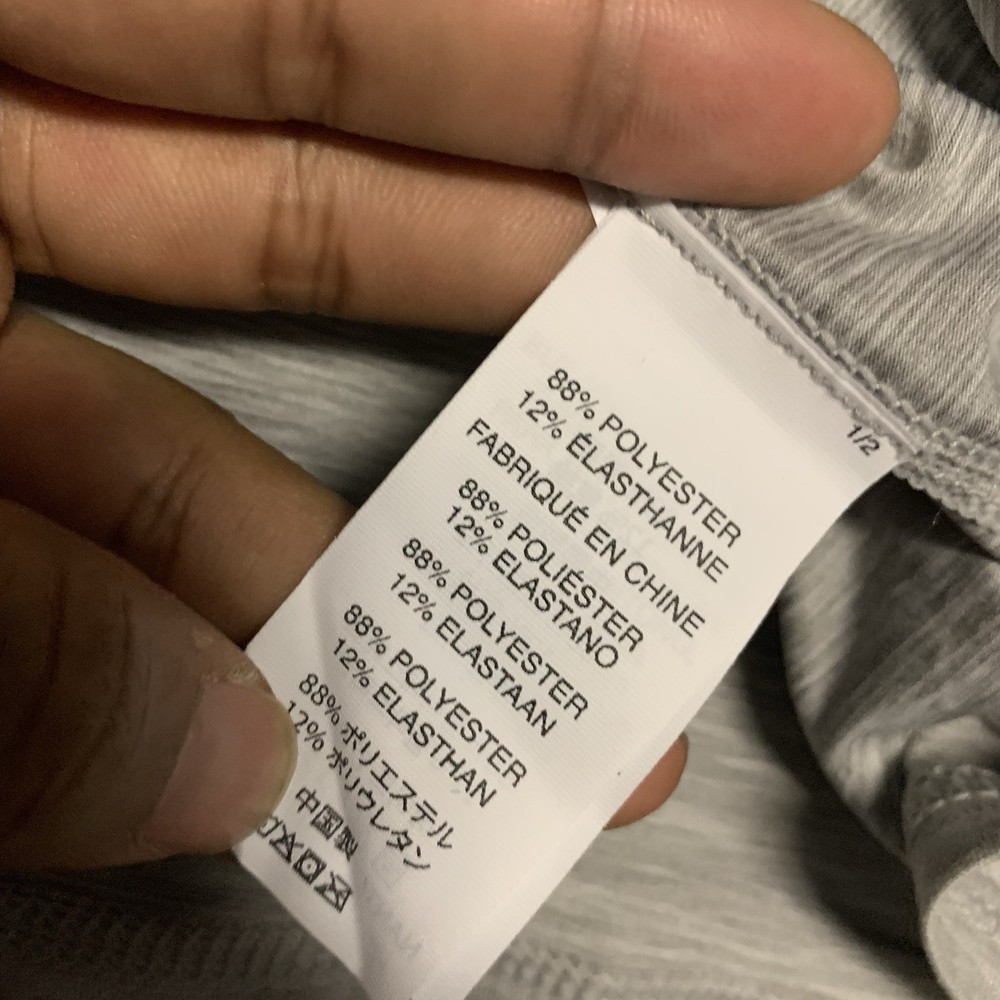 1/2
88% POLYESTER
12% ÉLASTHANNE
FABRIQUÉ EN CHINE
88% POLIÉSTER
12% ELASTANO
88% POLYESTER
12% ELASTAAN
88% POLYESTER
12% ELASTHAN
88% ポリエステル
12% ポリウレタン
中国製